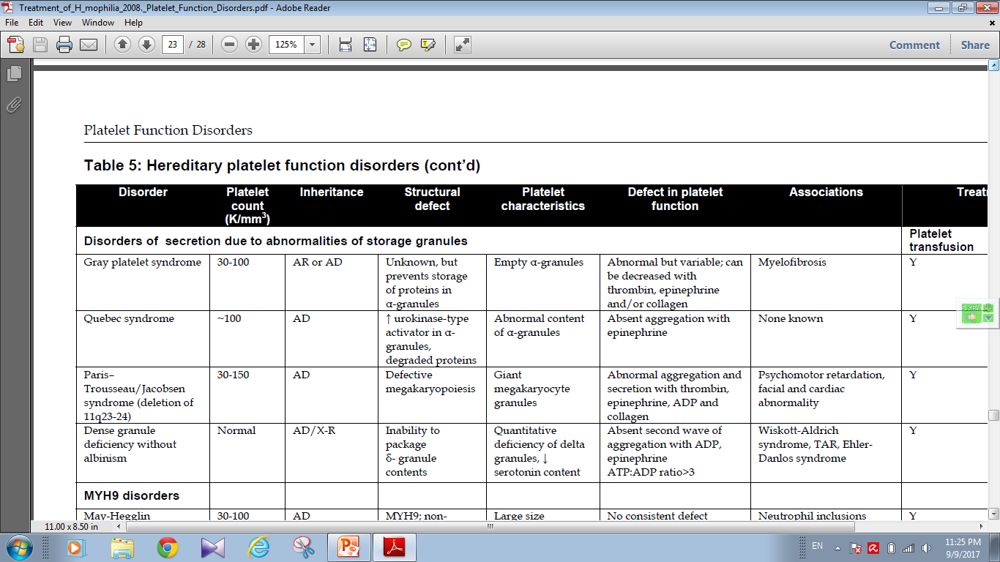 Treatment_of_H_mophilia_2008._Platelet_Function_Disorders.pdf - Adobe Reader
File Edit View Window Help
23 / 28 125% Comment Share
Platelet Function Disorders
Table 5: Hereditary platelet function disorders (cont’d)
Disorder
Platelet
count
(K/mm3)
Inheritance
Structural
defect
Platelet
characteristics
Defect in platelet
function
Associations
Treat
Disorders of secretion due to abnormalities of storage granules
Platelet
transfusion
Gray platelet syndrome
30-100
AR or AD
Unknown, but
prevents storage
of proteins in
α-granules
Empty α-granules
Abnormal but variable; can
be decreased with
thrombin, epinephrine
and/or collagen
Myelofibrosis
Y
Quebec syndrome
~100
AD
↑ urokinase-type
activator in α-
granules,
degraded proteins
Abnormal content
of α-granules
Absent aggregation with
epinephrine
None known
Y
Paris–
Trousseau/Jacobsen
syndrome (deletion of
11q23-24)
30-150
AD
Defective
megakaryopoiesis
Giant
megakaryocyte
granules
Abnormal aggregation and
secretion with thrombin,
epinephrine, ADP and
collagen
Psychomotor retardation,
facial and cardiac
abnormality
Y
Dense granule
deficiency without
albinism
Normal
AD/X-R
Inability to
package
δ- granule
contents
Quantitative
deficiency of delta
granules, ↓
serotonin content
Absent second wave of
aggregation with ADP,
epinephrine
ATP:ADP ratio>3
Wiskott-Aldrich
syndrome, TAR, Ehler-
Danlos syndrome
Y
MYH9 disorders
May-Hegglin
30-100
AD
MYH9; non-
Large size
No consistent defect
Neutrophil inclusions
Y
11.00 x 8.50 in
EN
11:25 PM
9/9/2017